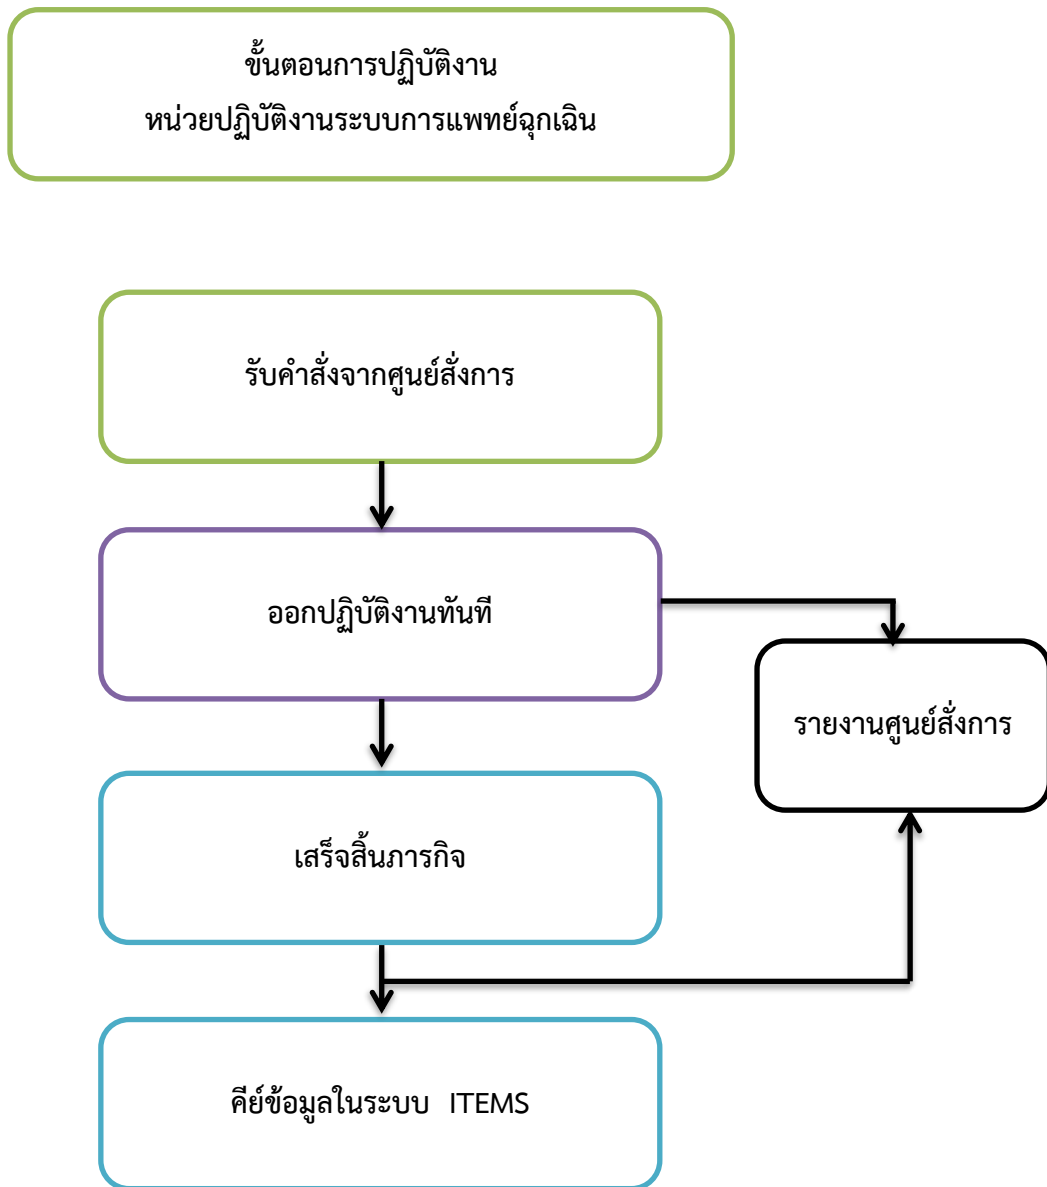 ขั้นตอนการปฏิบัติงาน
หน่วยปฏิบัติงานระบบการแพทย์ฉุกเฉิน
รับคำสั่งจากศูนย์สั่งการ
ออกปฏิบัติงานทันที
รายงานศูนย์สั่งการ
เสร็จสิ้นภารกิจ
คีย์ข้อมูลในระบบ ITEMS